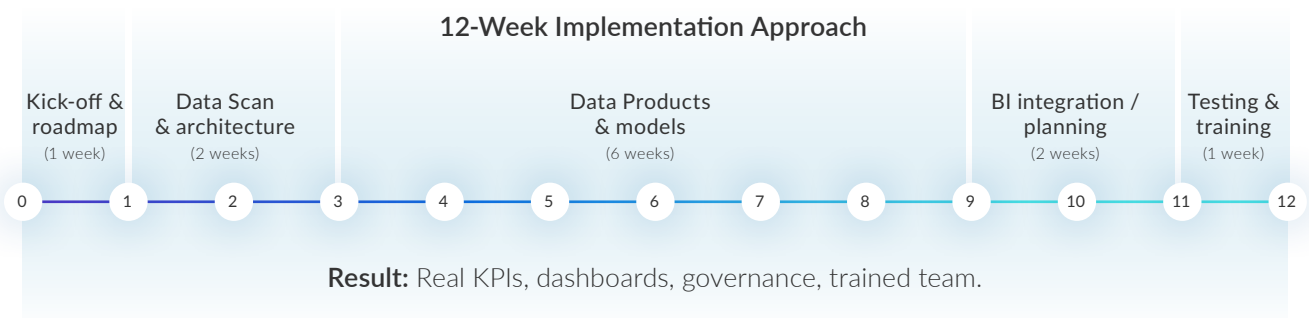 12-Week Implementation Approach
Kick-off &
roadmap
(1 week)
Data Scan
& architecture
(2 weeks)
Data Products
& models
(6 weeks)
BI integration /
planning
(2 weeks)
Testing &
training
(1 week)
0 1 2 3 4 5 6 7 8 9 10 11 12
Result: Real KPIs, dashboards, governance, trained team.